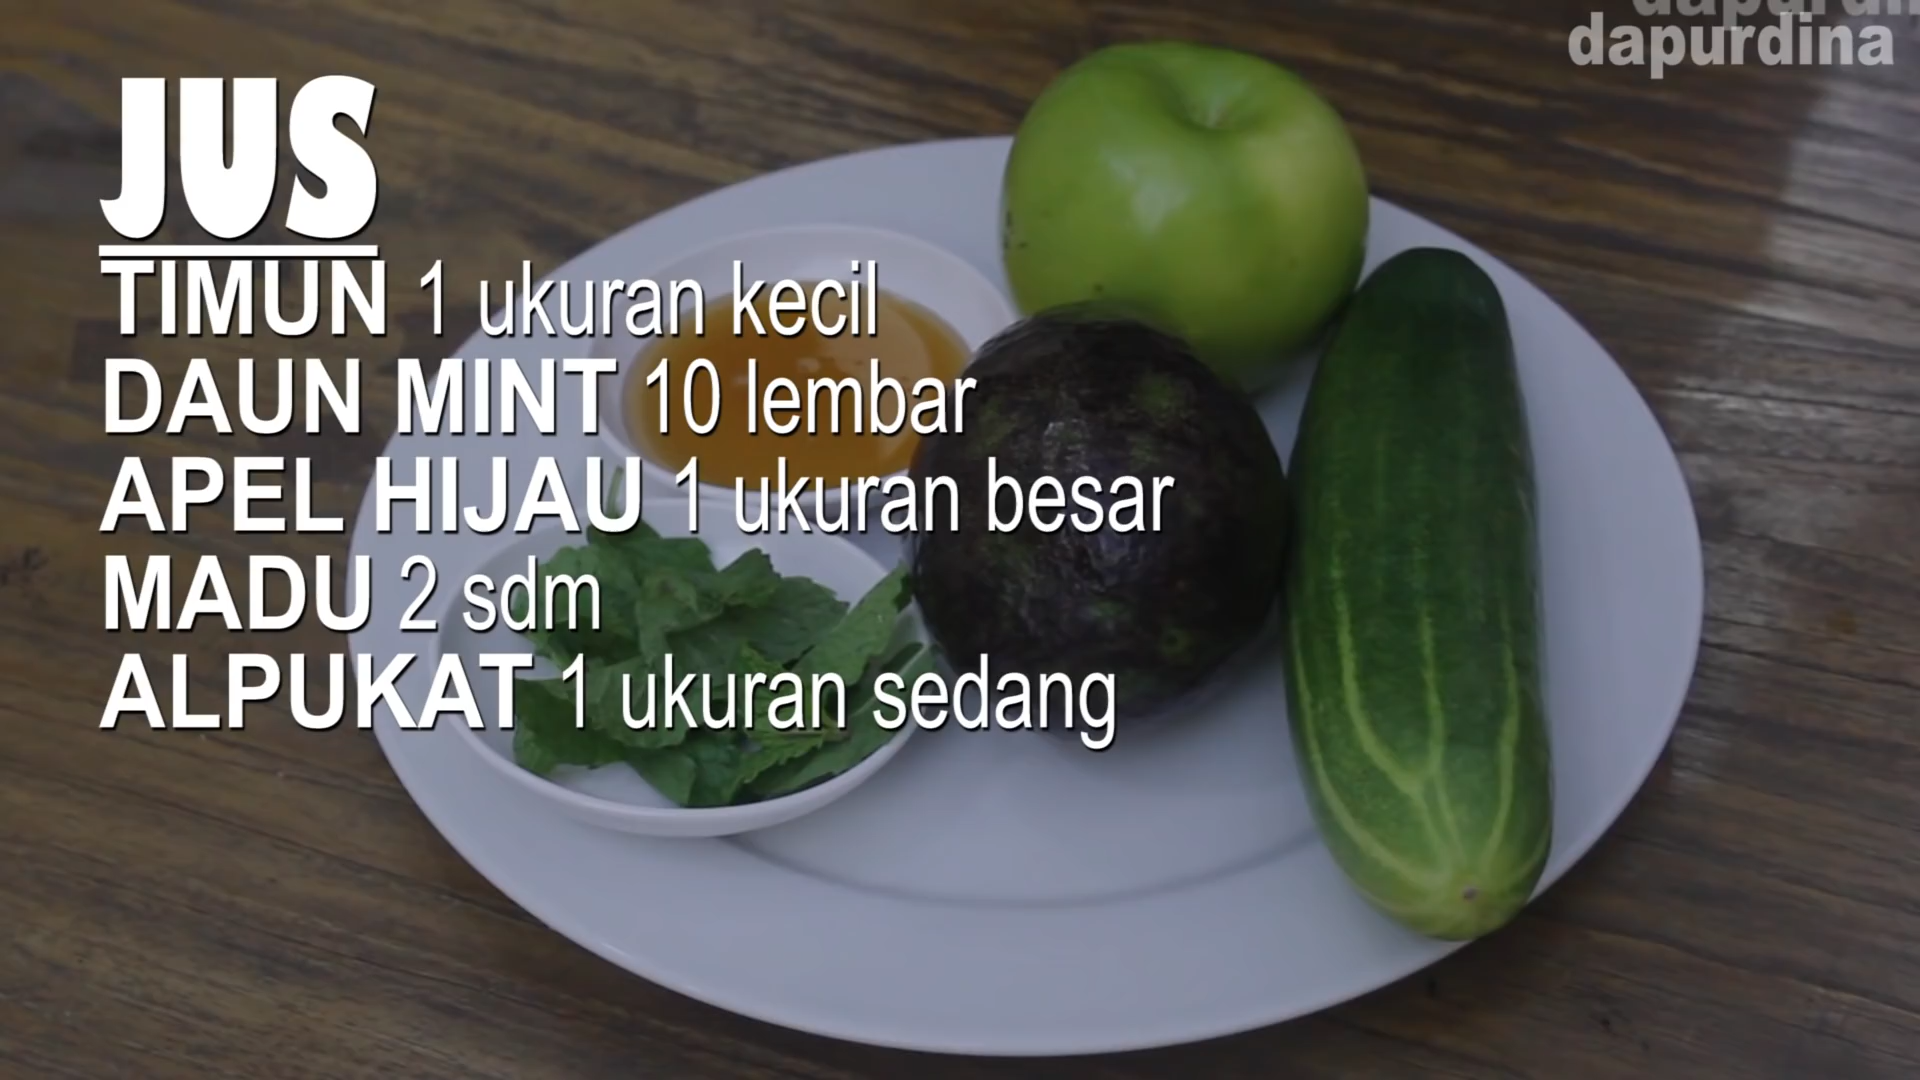 dapurdina
JUS
TIMUN 1 ukuran kecil
DAUN MINT 10 lembar
APEL HIJAU 1 ukuran besar
MADU 2 sdm
ALPUKAT 1 ukuran sedang